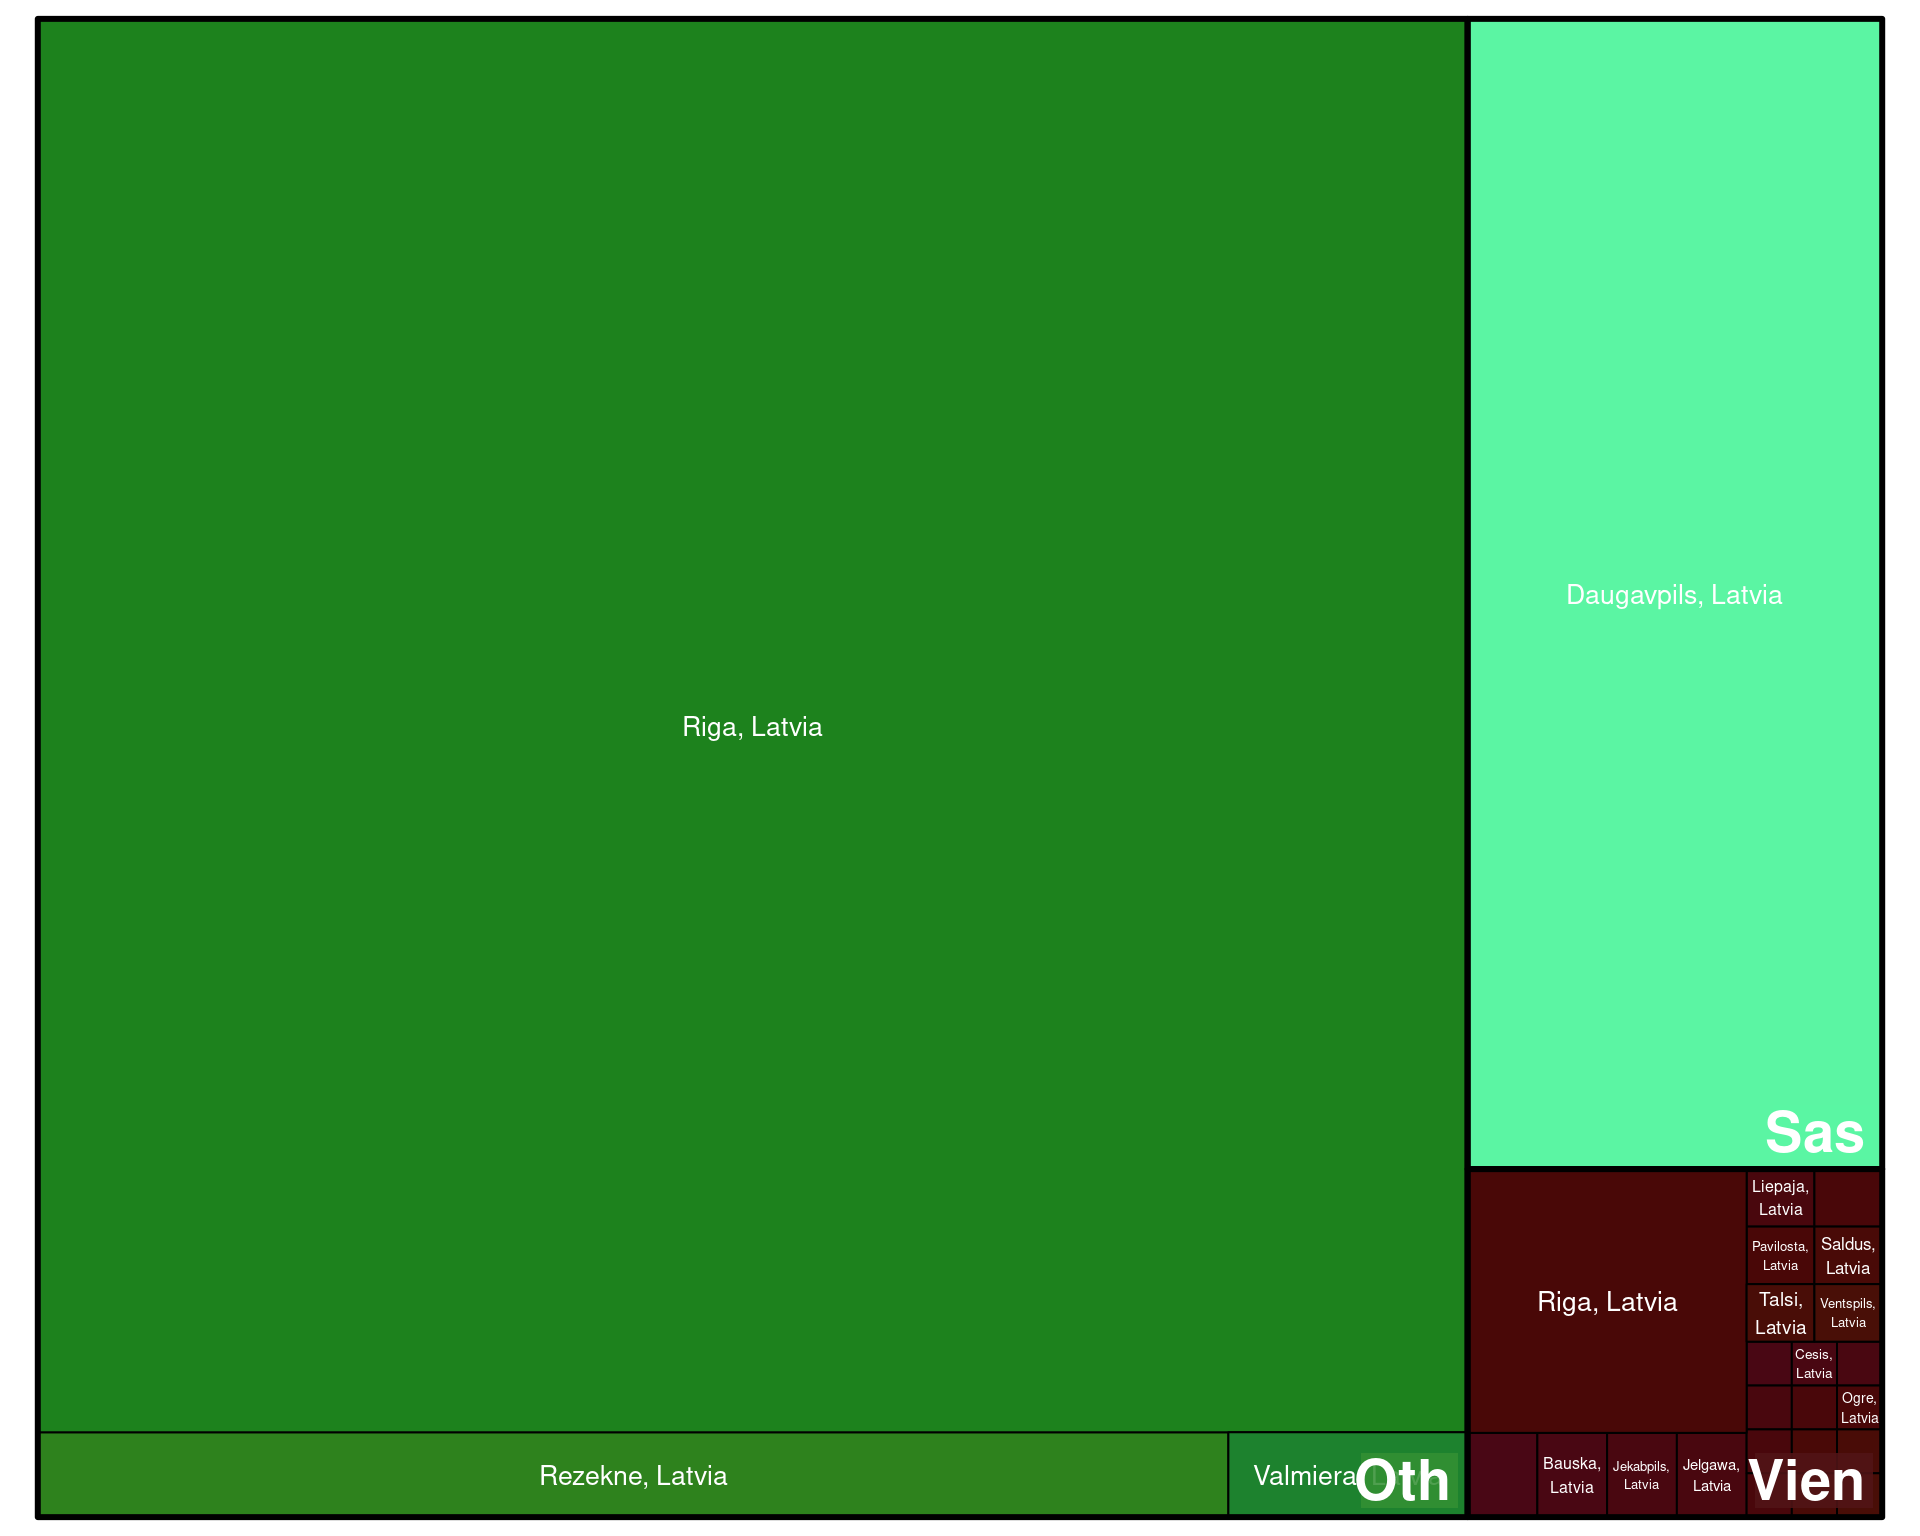 Riga, Latvia
Rezekne, Latvia
Valmiera
Oth
Daugavpils, Latvia
Sas
Riga, Latvia
Liepaja,
Latvia
Pavilosta,
Latvia
Saldus,
Latvia
Talsi,
Latvia
Ventspils,
Latvia
Cesis,
Latvia
Ogre,
Latvia
Bauska,
Latvia
Jekabpils,
Latvia
Jelgawa,
Latvia
Vien